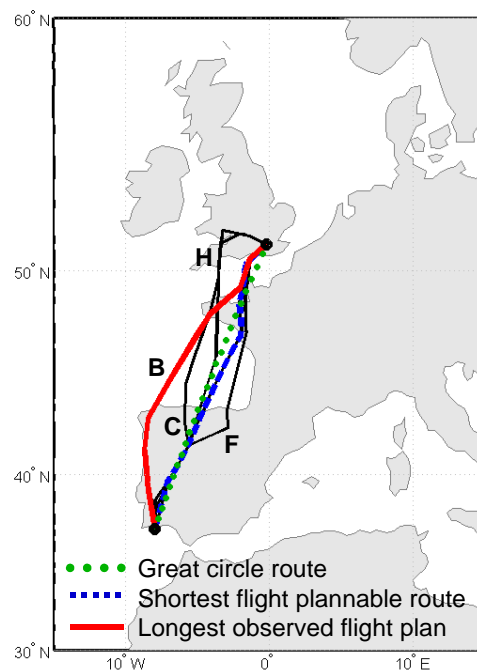 60° N
50° N
40° N
30° N
H
B
C
F
Great circle route
Shortest flight plannable route
Longest observed flight plan
10° W
0°
10° E